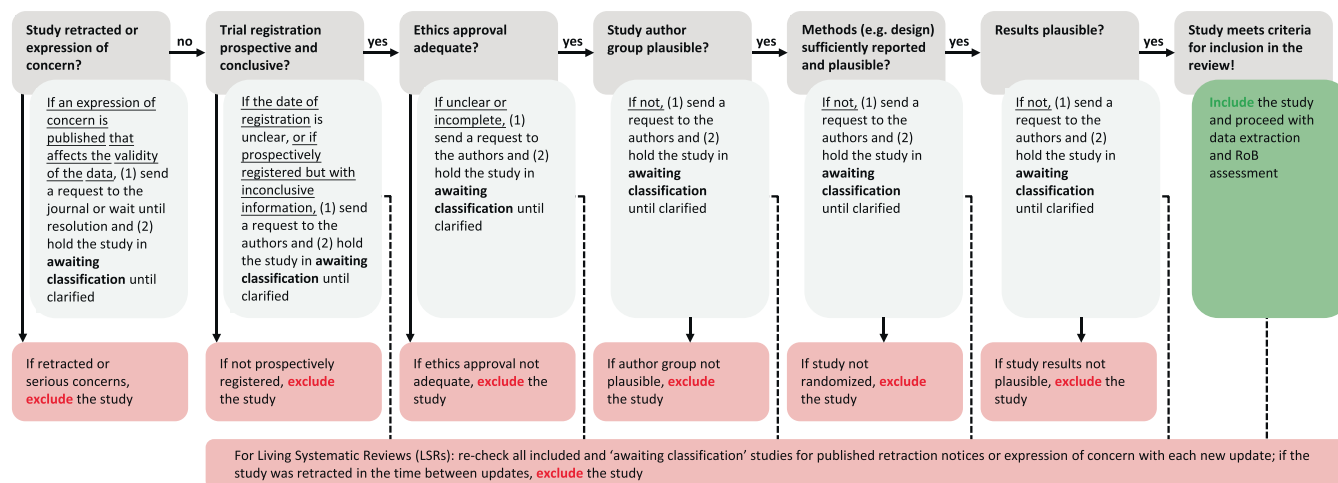 Study retracted or
expression of
concern?
no
Trial registration
prospective and
conclusive?
yes
Ethics approval
adequate?
yes
Study author
group plausible?
yes
Methods (e.g. design)
sufficiently reported
and plausible?
yes
Results plausible?
yes
Study meets criteria
for inclusion in the
review!
If an expression of
concern is
published that
affects the validity
of the data, (1) send
a request to the
journal or wait until
resolution and (2)
hold the study in
awaiting
classification until
clarified
If the date of
registration is
unclear, or if
prospectively
registered but with
inconclusive
information, (1) send
a request to the
authors and (2) hold
the study in awaiting
classification until
clarified
If unclear or
incomplete, (1)
send a request to
the authors and (2)
hold the study in
awaiting
classification until
clarified
If not, (1) send a
request to the
authors and (2)
hold the study in
awaiting
classification
until clarified
If not, (1) send a
request to the
authors and (2)
hold the study in
awaiting
classification
until clarified
If not, (1) send a
request to the
authors and (2)
hold the study in
awaiting
classification
until clarified
Include the study
and proceed with
data extraction
and RoB
assessment
If retracted or
serious concerns,
exclude the study
If not prospectively
registered, exclude
the study
If ethics approval not
adequate, exclude the
study
If author group not
plausible, exclude
the study
If study not
randomized, exclude
the study
If study results not
plausible, exclude the
study
For Living Systematic Reviews (LSRs): re-check all included and ‘awaiting classification’ studies for published retraction notices or expression of concern with each new update; if the
study was retracted in the time between updates, exclude the study